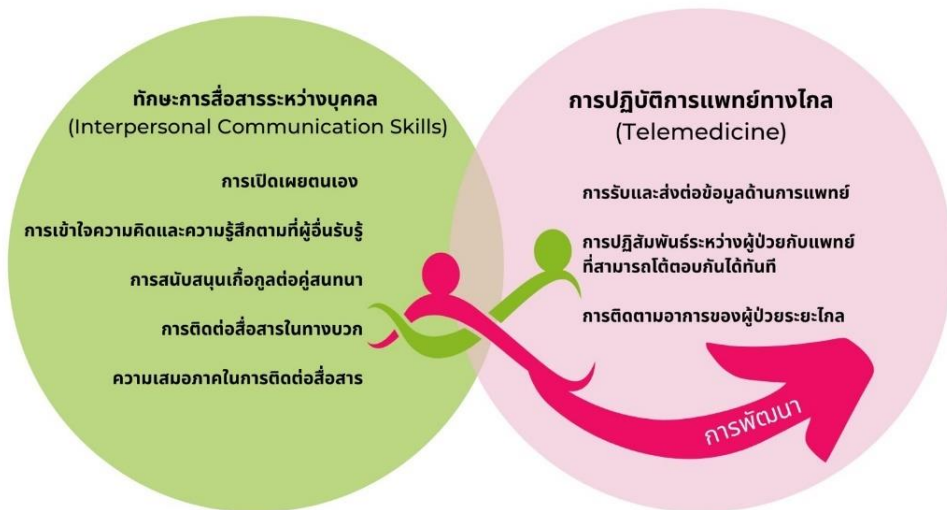 ทักษะการสื่อสารระหว่างบุคคล
(Interpersonal Communication Skills)
การเปิดเผยตนเอง
การเข้าใจความคิดและความรู้สึกตามที่ผู้อื่นรับรู้
การสนับสนุนเกื้อกูลต่อคู่สนทนา
การติดต่อสื่อสารในทางบวก
ความเสมอภาคในการติดต่อสื่อสาร
การปฏิบัติการแพทย์ทางไกล
(Telemedicine)
การรับและส่งต่อข้อมูลด้านการแพทย์
การปฏิสัมพันธ์ระหว่างผู้ป่วยกับแพทย์
ที่สามารถโต้ตอบกันได้ทันที
การติดตามอาการของผู้ป่วยระยะไกล
การพัฒนา